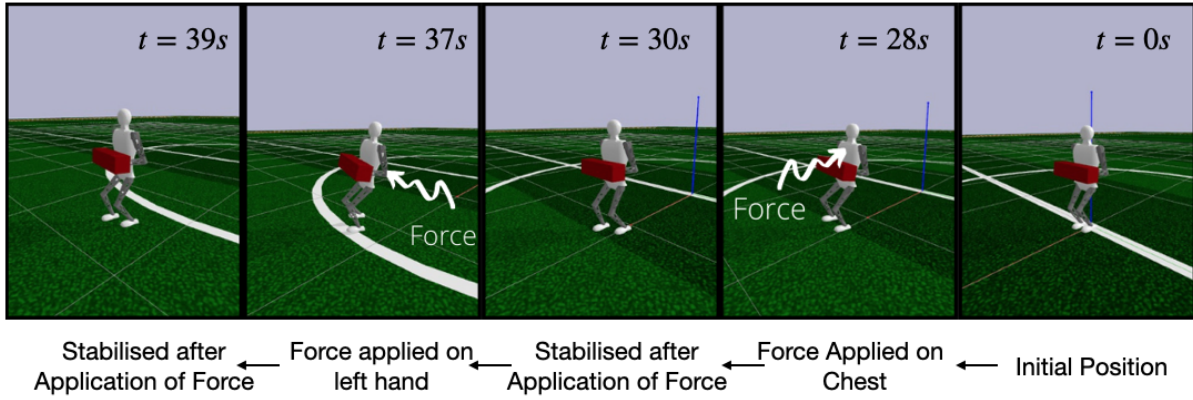 t = 39s
t = 37s
t = 30s
t = 28s
t = 0s
Force
Force
Stabilised after
Application of Force
Force applied on
left hand
Stabilised after
Application of Force
Force Applied on
Chest
Initial Position